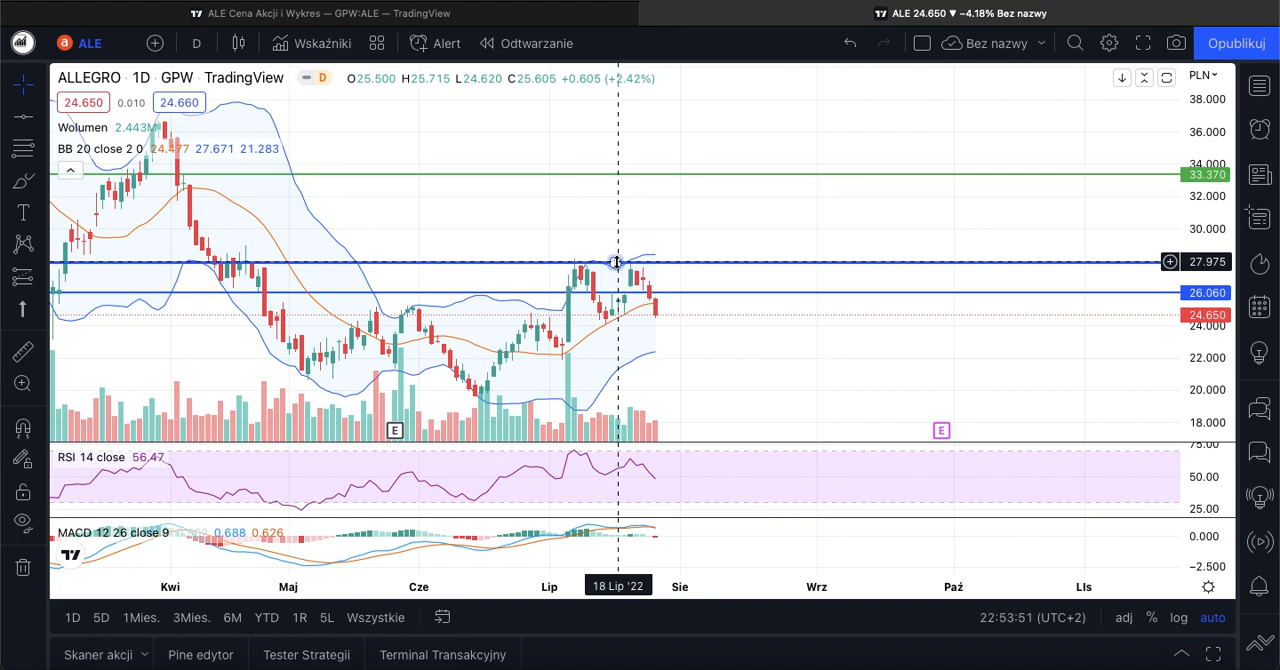 ALE Cena Akcji i Wykres — GPW:ALE — TradingView
ALE 24.650 ▼ −4.18% Bez nazwy
a ALE
D
Wskaźniki
Alert
Odtwarzanie
Bez nazwy
Opublikuj
ALLEGRO · 1D · GPW · TradingView
D
O25.500 H25.715 L24.620 C25.605 +0.605 (+2.42%)
PLN
24.650 0.010 24.660
Wolumen 2.443M
BB 20 close 2 0 24.477 27.671 21.283
38.000
36.000
34.000
33.370
32.000
30.000
27.975
26.060
24.650
24.000
22.000
20.000
18.000
E
E
RSI 14 close 56.47
75.00
50.00
25.00
MACD 12 26 close 9 0.688 0.626
0.000
−2.500
Kwi Maj Cze Lip 18 Lip '22 Sie Wrz Paź LIs
1D 5D 1Mies. 3Mies. 6M YTD 1R 5L Wszystkie
22:53:51 (UTC+2) adj % log auto
Skaner akcji Pine edytor Tester Strategii Terminal Transakcyjny